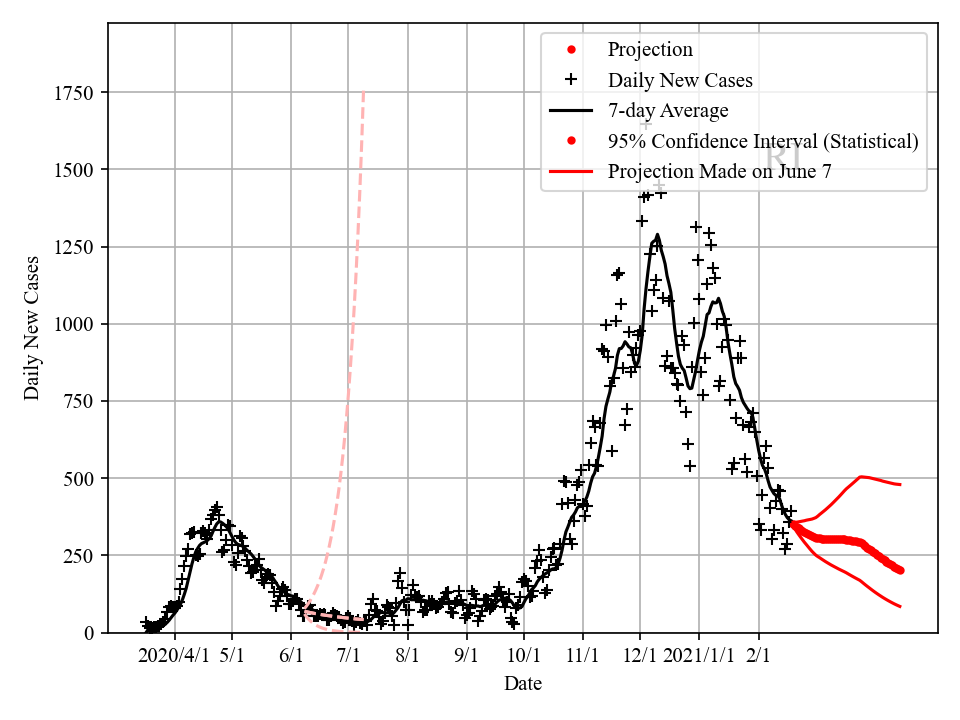 Projection
Daily New Cases
7-day Average
95% Confidence Interval (Statistical)
Projection Made on June 7
RI
1750
1500
1250
1000
750
500
250
0
Daily New Cases
2020/4/1 5/1 6/1 7/1 8/1 9/1 10/1 11/1 12/1 2021/1/1 2/1
Date